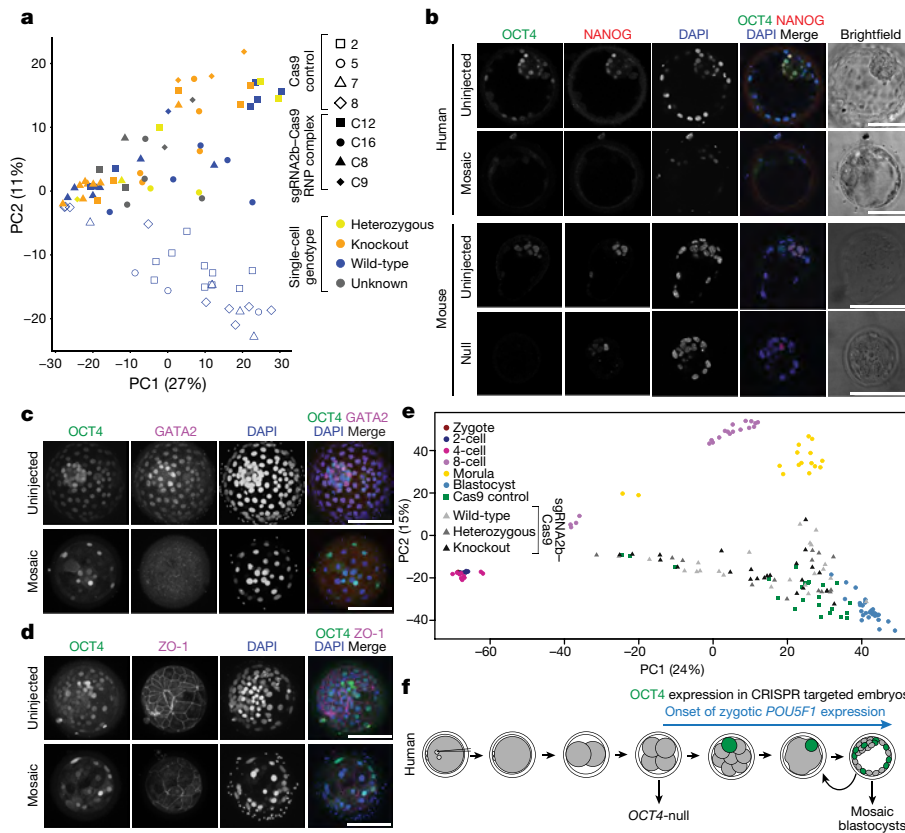 a
PC2 (11%)
20
10
0
−10
−20
−30
−20
−10
0
10
20
30
PC1 (27%)
Cas9 control
2
5
7
8
sgRNA2b–Cas9 RNP complex
C12
C16
C8
C9
Single-cell genotype
Heterozygous
Knockout
Wild-type
Unknown
b
OCT4
NANOG
DAPI
OCT4 NANOG
DAPI Merge
Brightfield
Human
Uninjected
Mosaic
Mouse
Uninjected
Null
c
OCT4
GATA2
DAPI
OCT4 GATA2
DAPI Merge
Uninjected
Mosaic
d
OCT4
ZO-1
DAPI
OCT4 ZO-1
DAPI Merge
Uninjected
Mosaic
e
Zygote
2-cell
4-cell
8-cell
Morula
Blastocyst
Cas9 control
Wild-type
Heterozygous
Knockout
sgRNA2b–
Cas9
PC2 (15%)
40
20
0
−20
−40
−60
−40
−20
0
20
40
PC1 (24%)
f
OCT4 expression in CRISPR targeted embryos
Onset of zygotic POU5F1 expression
Human
OCT4-null
Mosaic
blastocysts